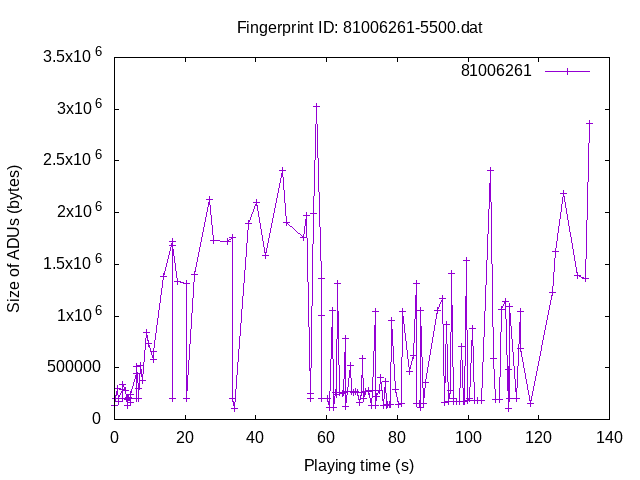 Fingerprint ID: 81006261-5500.dat
81006261
3.5x10 6
3x10 6
2.5x10 6
2x10 6
1.5x10 6
1x10 6
500000
0
Size of ADUs (bytes)
0 20 40 60 80 100 120 140
Playing time (s)